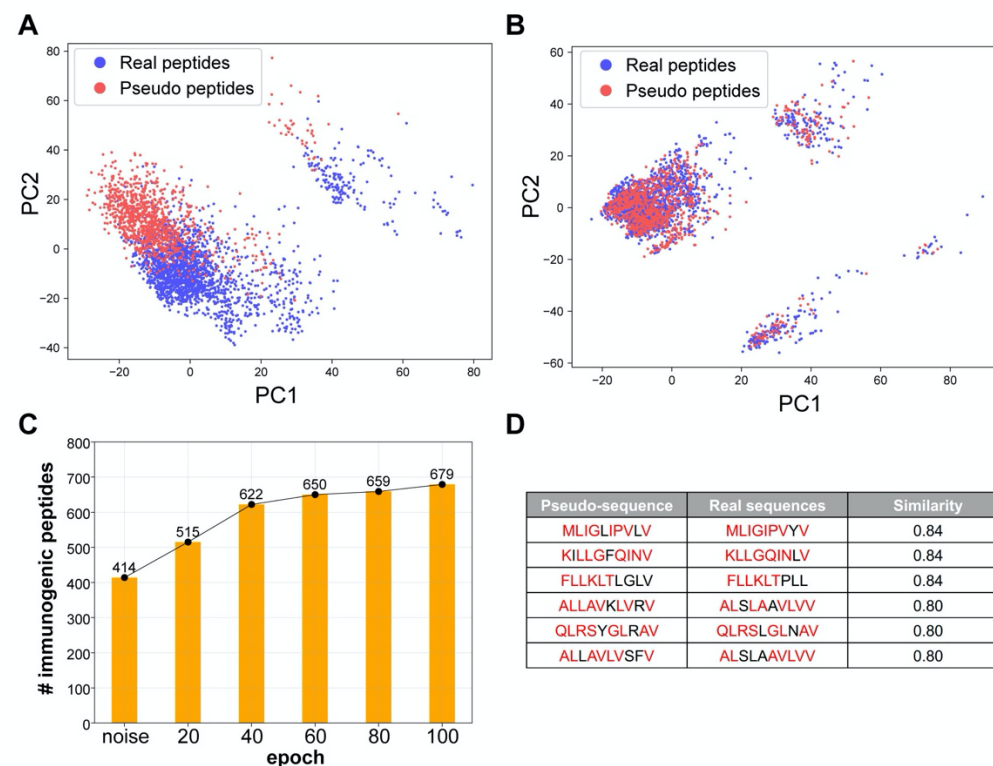 A
Real peptides
Pseudo peptides
80
60
40
20
0
−20
−40
−20 0 20 40 60 80
PC2
PC1
B
Real peptides
Pseudo peptides
60
40
20
0
−20
−40
−60
−20 0 20 40 60 80
PC2
PC1
C
800
700
600
500
400
300
200
100
0
414 515 622 650 659 679
noise 20 40 60 80 100
# immunogenic peptides
epoch
D
Pseudo-sequence Real sequences Similarity
MLIGLIPVLV MLIGIPVYV 0.84
KILLGFQINV KLLGQINLV 0.84
FLLKLTLGLV FLLKLTPLL 0.84
ALLAVKLVRV ALSLAAVLVV 0.80
QLRSYGLRAV QLRSLGLNAV 0.80
ALLAVLVSFV ALSLAAVLVV 0.80